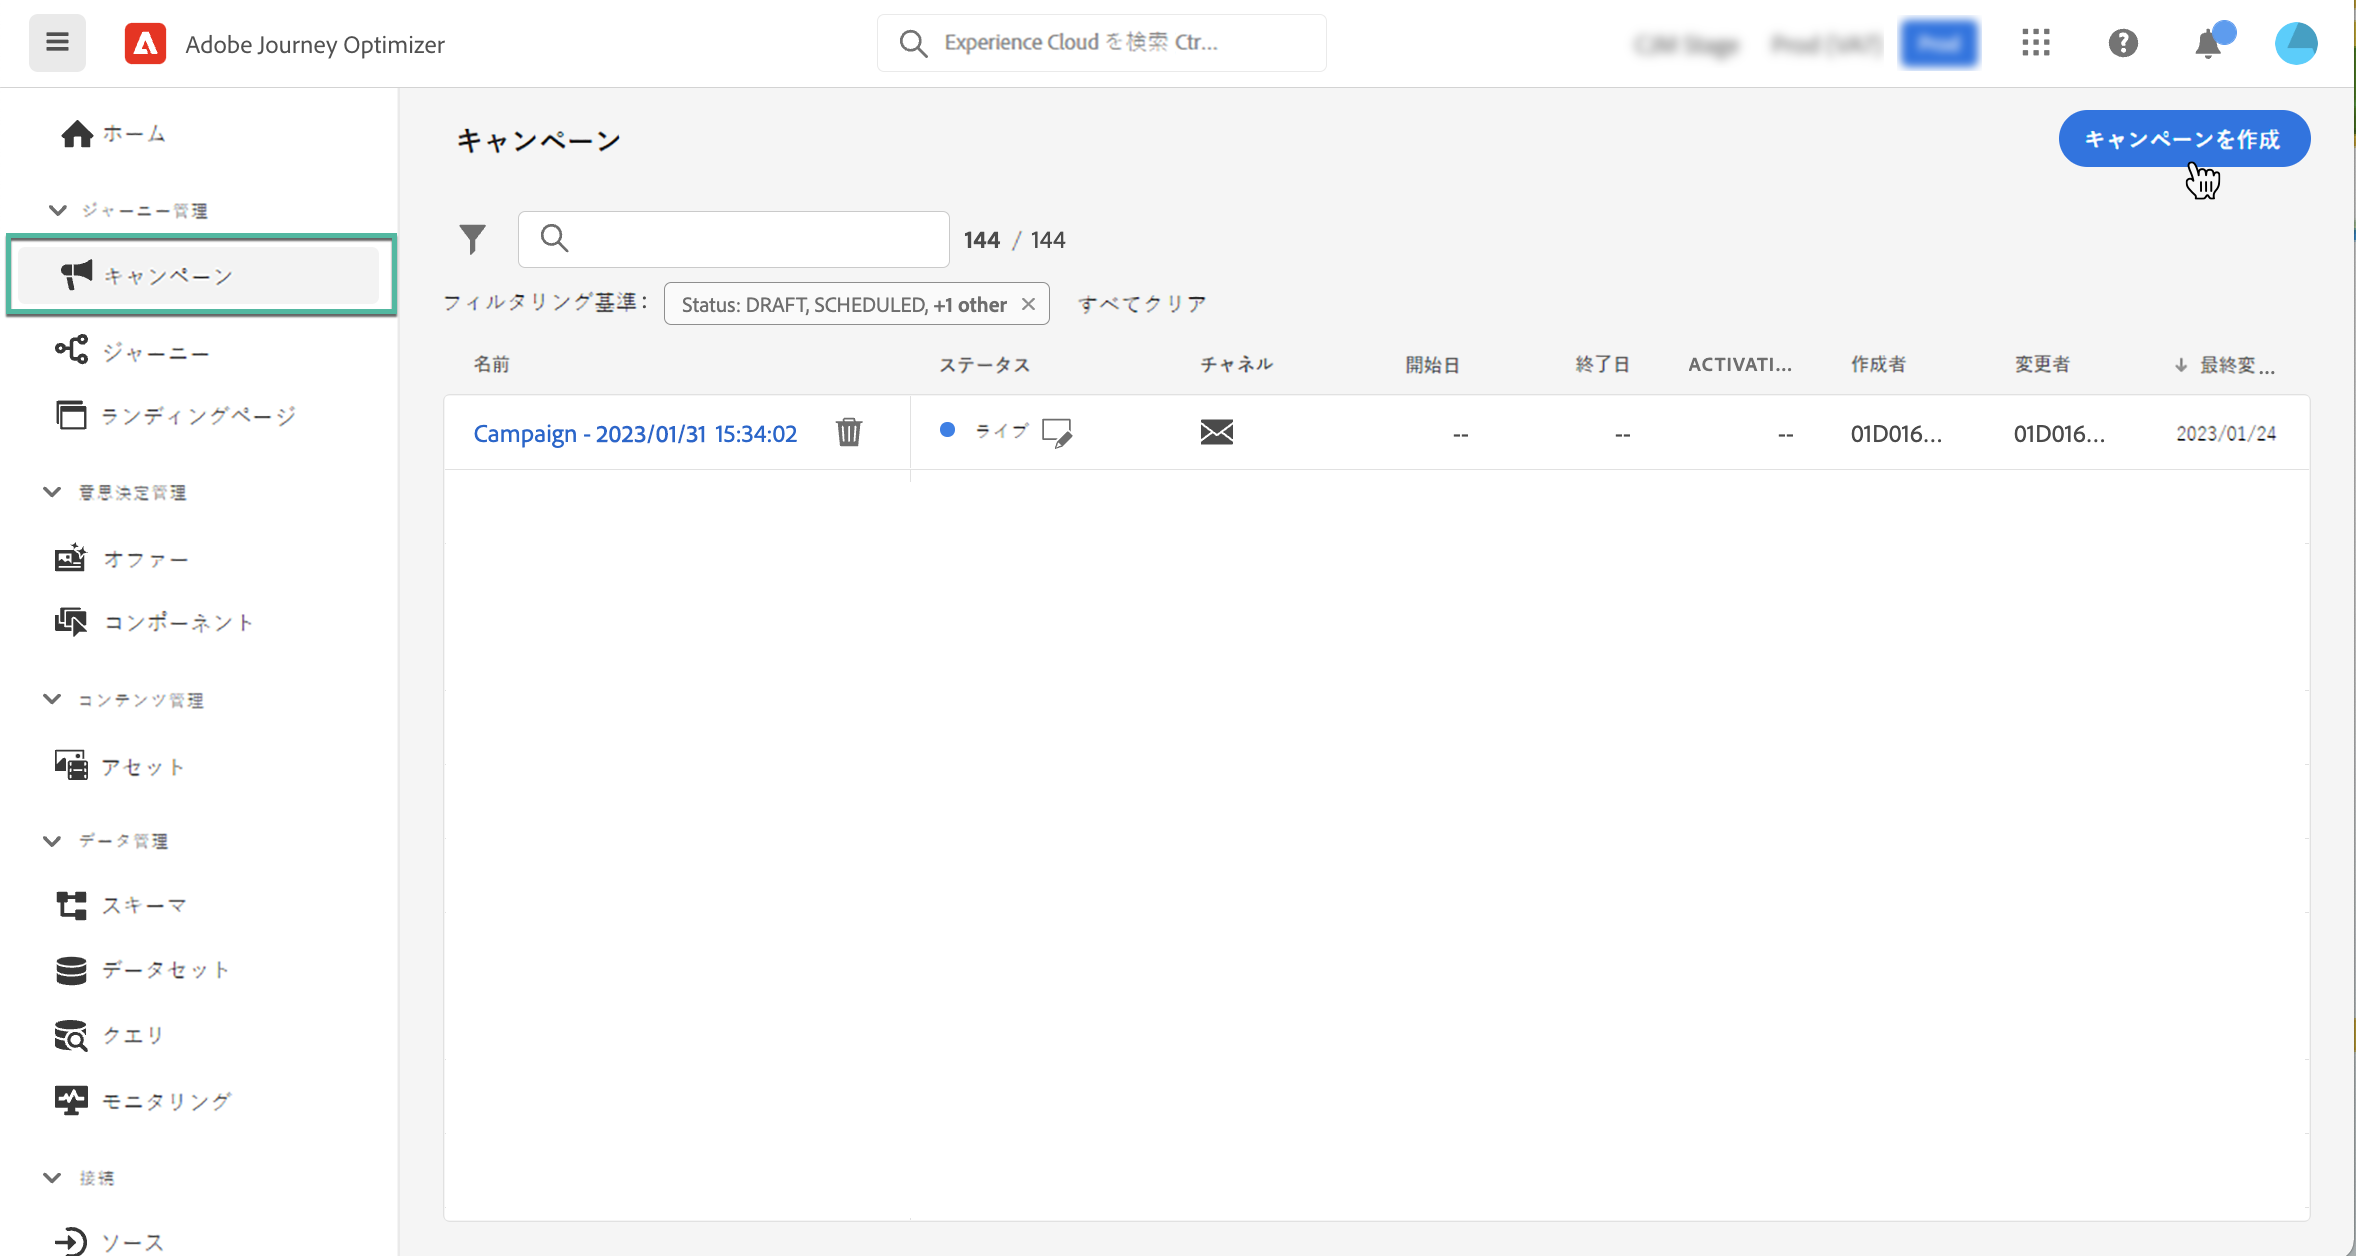 Adobe Journey Optimizer
Experience Cloud を検索 Ctr...
ホーム
ジャーニー管理
キャンペーン
ジャーニー
ランディングページ
意思決定管理
オファー
コンポーネント
コンテンツ管理
アセット
データ管理
スキーマ
データセット
クエリ
モニタリング
接続
ソース
キャンペーン
キャンペーンを作成
144 / 144
フィルタリング基準： Status: DRAFT, SCHEDULED, +1 other すべてクリア
名前 ステータス チャネル 開始日 終了日 ACTIVATI... 作成者 変更者 最終変...
Campaign - 2023/01/31 15:34:02 ライブ -- -- -- 01D016... 01D016... 2023/01/24